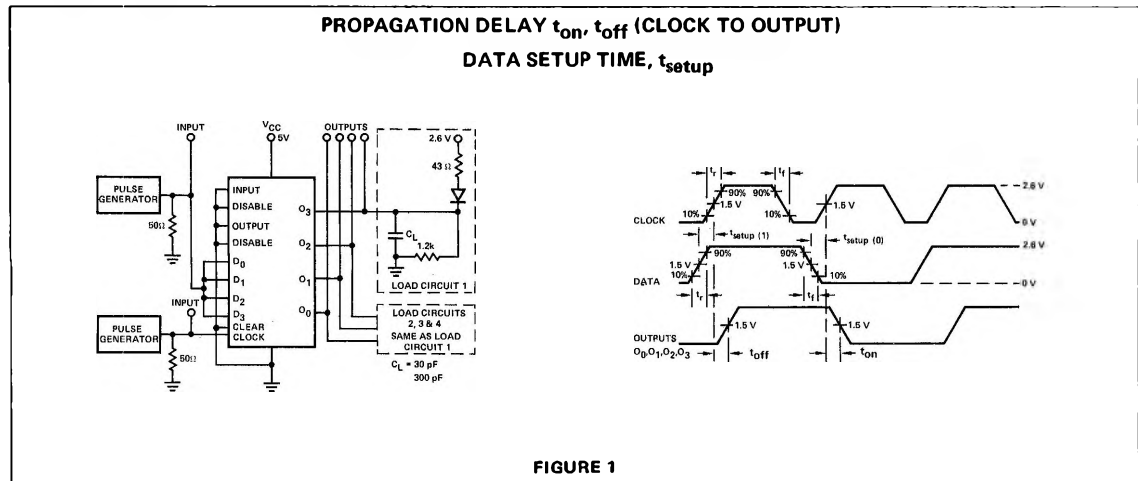 PROPAGATION DELAY ton, toff (CLOCK TO OUTPUT)
DATA SETUP TIME, tsetup
INPUT
VCC
5V
OUTPUTS
2.6 V
43 Ω
PULSE
GENERATOR
50Ω
INPUT
DISABLE
OUTPUT
DISABLE
D0
D1
D2
D3
CLEAR
CLOCK
O3
O2
O1
O0
CL
1.2k
LOAD CIRCUIT 1
INPUT
PULSE
GENERATOR
50Ω
LOAD CIRCUITS
2, 3 & 4
SAME AS LOAD
CIRCUIT 1
CL = 30 pF
300 pF
CLOCK
tr
tf
90%
90%
1.5 V
10%
10%
1.5 V
2.6 V
0 V
tsetup (1)
tsetup (0)
DATA
90%
90%
1.5 V
1.5 V
10%
10%
tr
tf
2.6 V
0 V
OUTPUTS
O0,O1,O2,O3
1.5 V
1.5 V
toff
ton
FIGURE 1